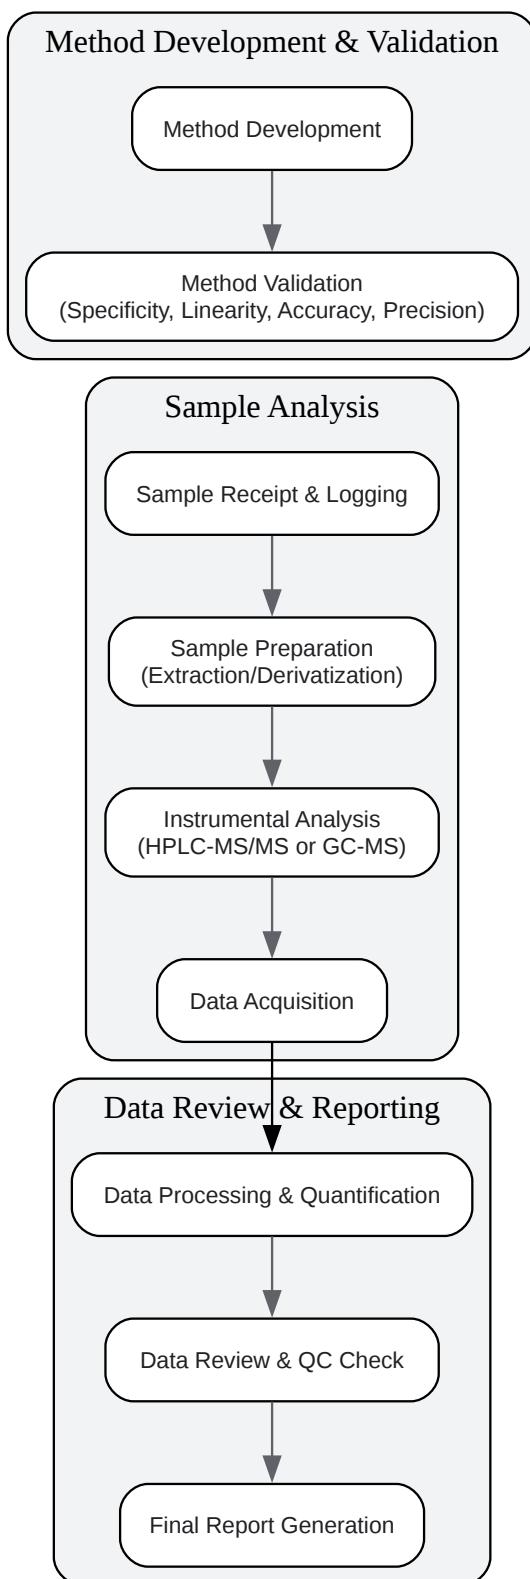 Method Development & Validation
Method Development
Method Validation
(Specificity, Linearity, Accuracy, Precision)
Sample Analysis
Sample Receipt & Logging
Sample Preparation
(Extraction/Derivatization)
Instrumental Analysis
(HPLC-MS/MS or GC-MS)
Data Acquisition
Data Review & Reporting
Data Processing & Quantification
Data Review & QC Check
Final Report Generation